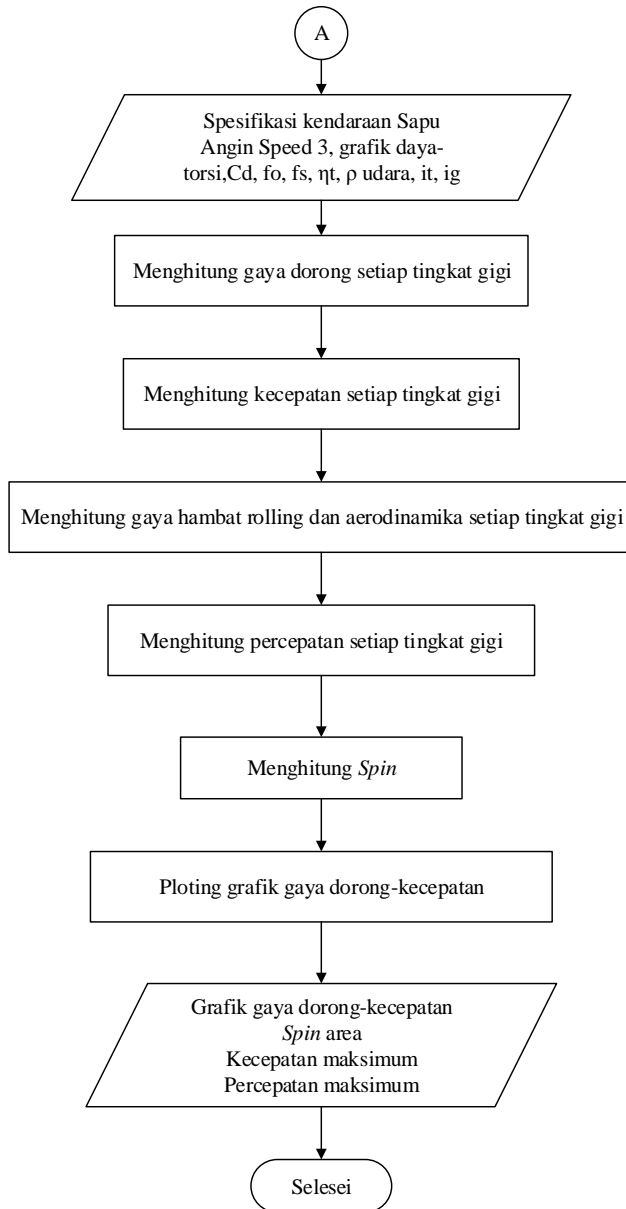 A
Spesifikasi kendaraan Sapu
Angin Speed 3, grafik daya-
torsi,Cd, fo, fs, ηt, ρ udara, it, ig
Menghitung gaya dorong setiap tingkat gigi
Menghitung kecepatan setiap tingkat gigi
Menghitung gaya hambat rolling dan aerodinamika setiap tingkat gigi
Menghitung percepatan setiap tingkat gigi
Menghitung Spin
Ploting grafik gaya dorong-kecepatan
Grafik gaya dorong-kecepatan
Spin area
Kecepatan maksimum
Percepatan maksimum
Selesei